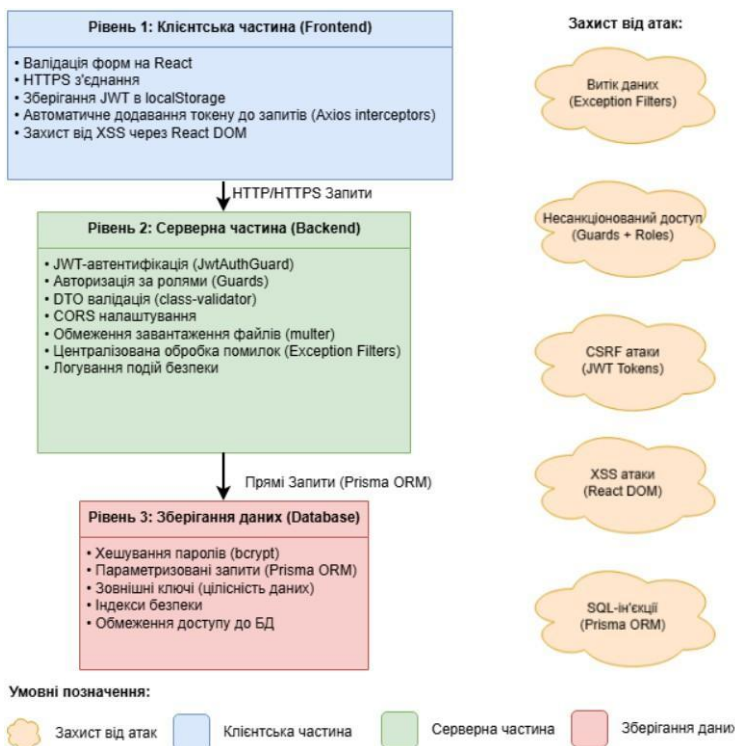 Рівень 1: Клієнтська частина (Frontend)
• Валідація форм на React
• HTTPS з'єднання
• Зберігання JWT в localStorage
• Автоматичне додавання токену до запитів (Axios interceptors)
• Захист від XSS через React DOM
HTTP/HTTPS Запити
Рівень 2: Серверна частина (Backend)
• JWT-автентифікація (JwtAuthGuard)
• Авторизація за ролями (Guards)
• DTO валідація (class-validator)
• CORS налаштування
• Обмеження завантаження файлів (multer)
• Централізована обробка помилок (Exception Filters)
• Логування подій безпеки
Прямі Запити (Prisma ORM)
Рівень 3: Зберігання даних (Database)
• Хешування паролів (bcrypt)
• Параметризовані запити (Prisma ORM)
• Зовнішні ключі (цілісність даних)
• Індекси безпеки
• Обмеження доступу до БД
Захист від атак:
Витік даних
(Exception Filters)
Несанкціонований доступ
(Guards + Roles)
CSRF атаки
(JWT Tokens)
XSS атаки
(React DOM)
SQL-ін'єкції
(Prisma ORM)
Умовні позначення:
Захист від атак
Клієнтська частина
Серверна частина
Зберігання даних